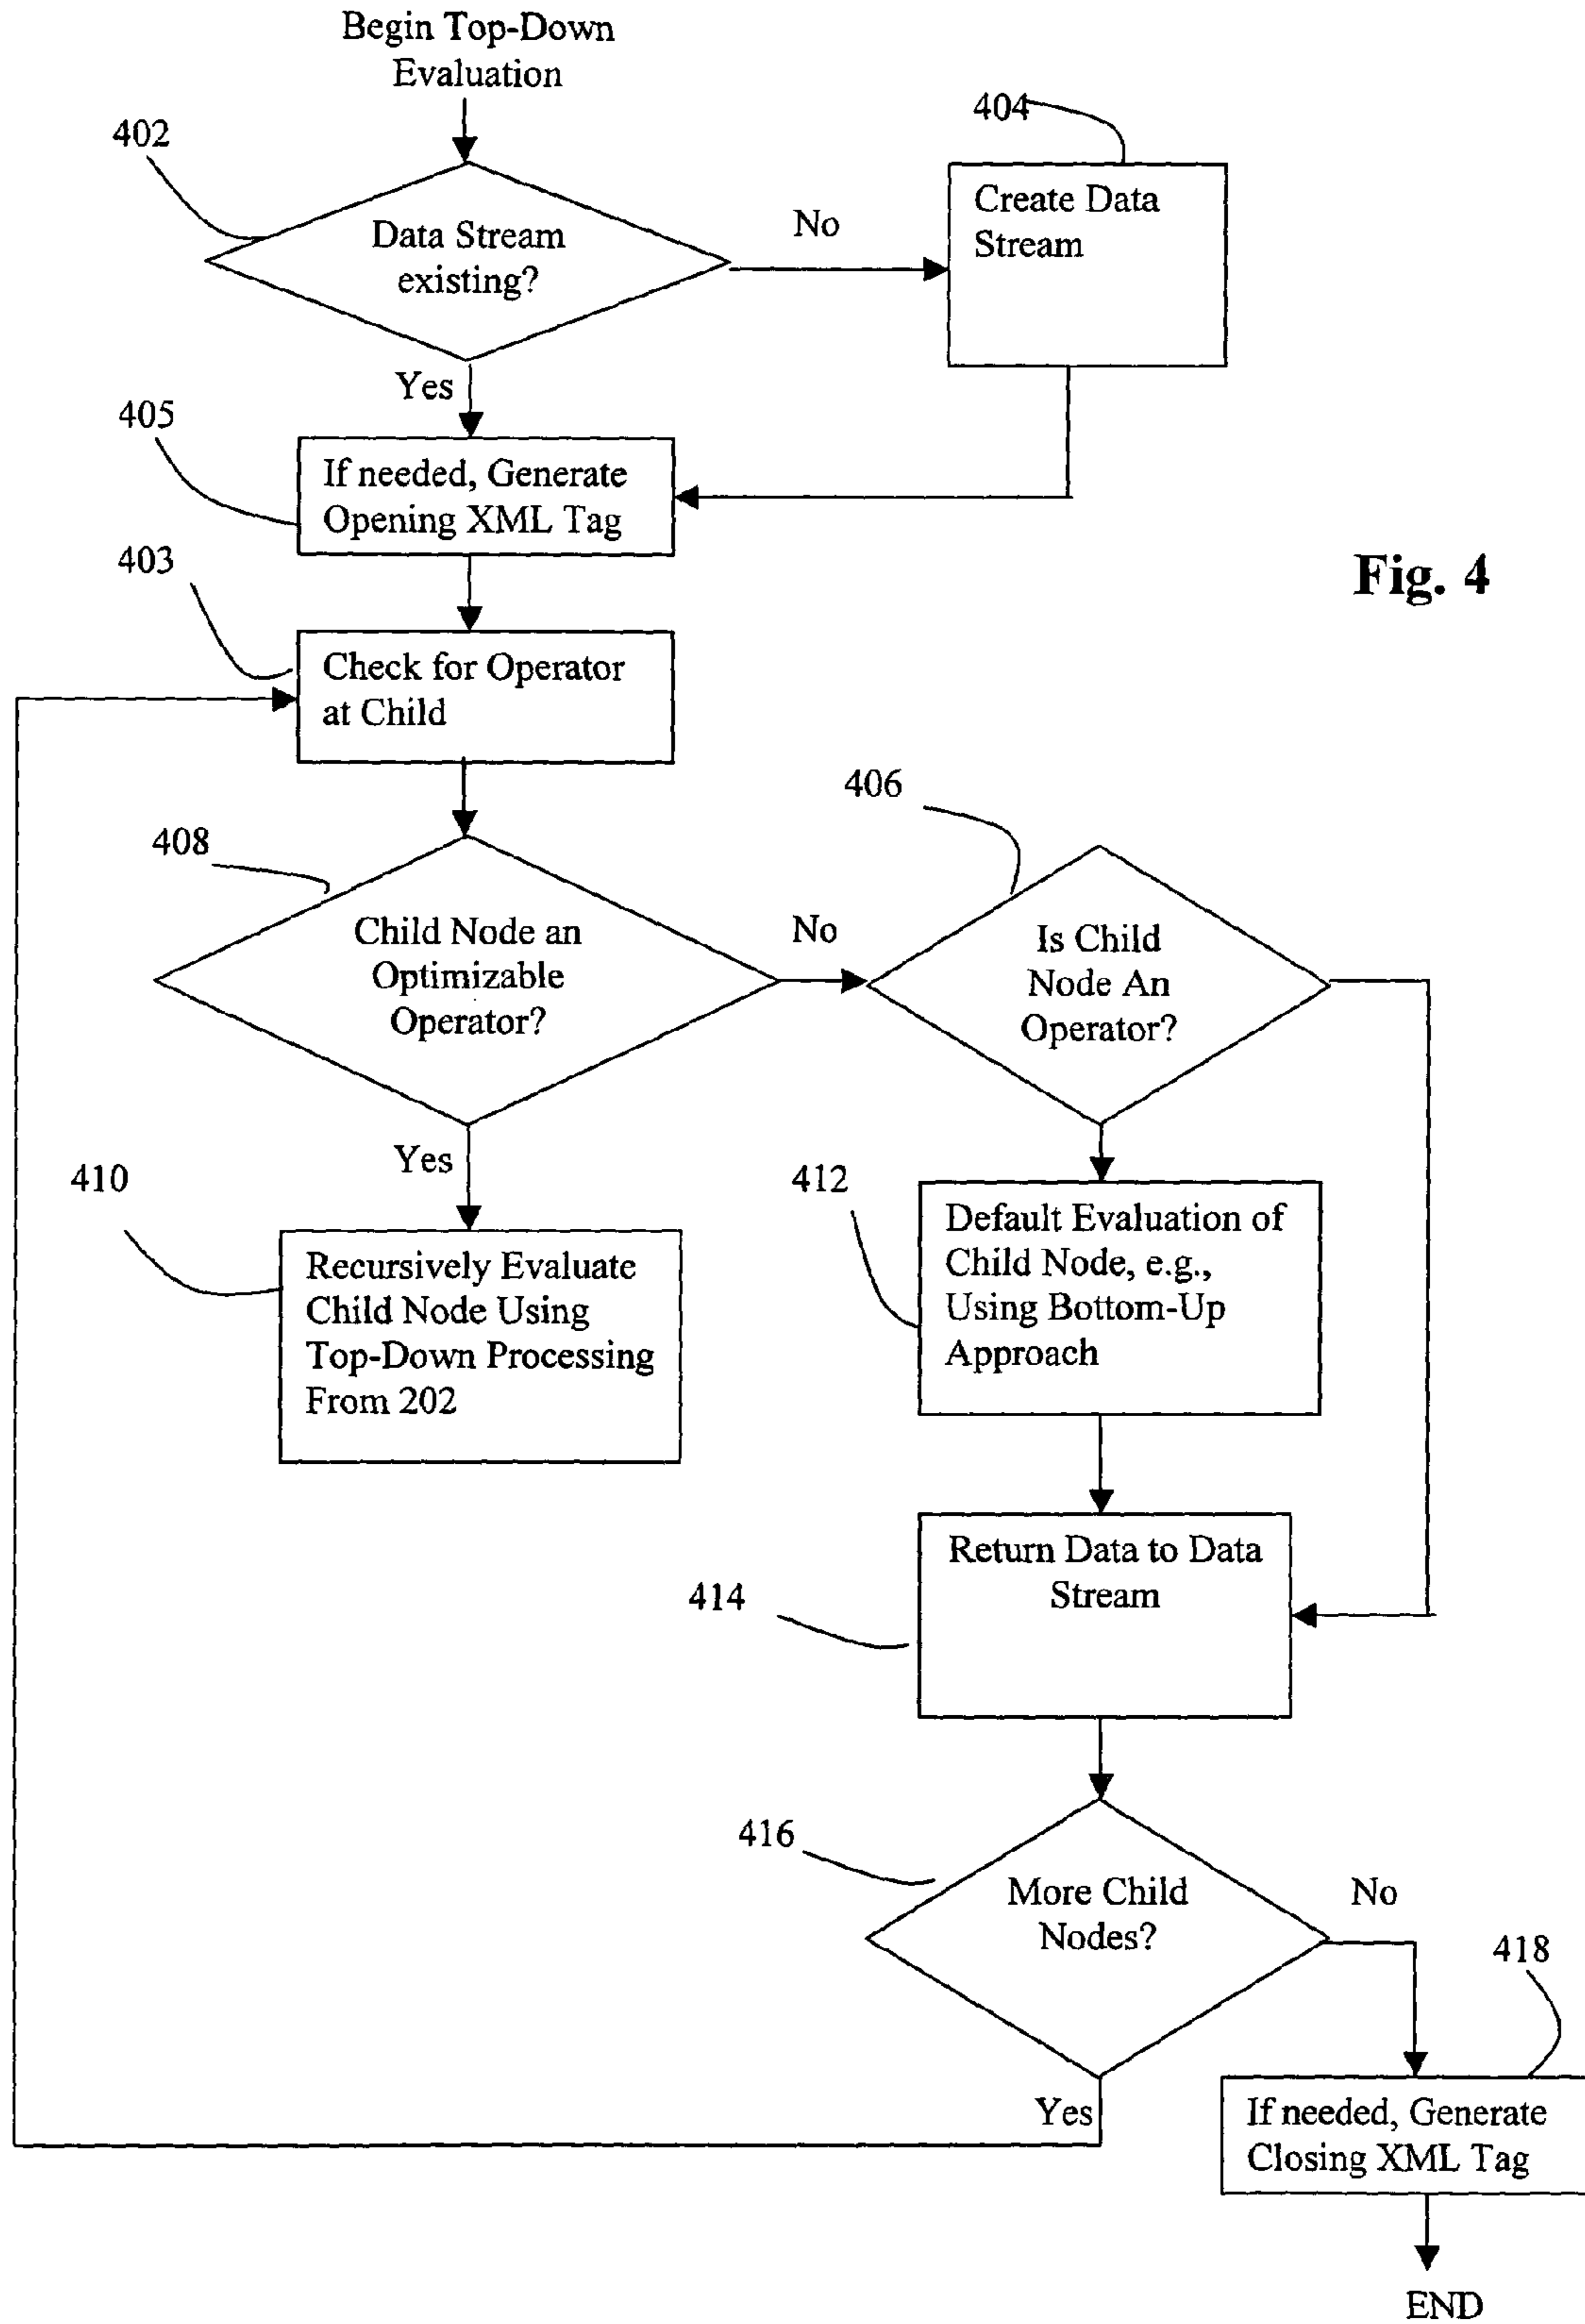 Begin Top-Down
Evaluation
402
404
Data Stream
existing?
No
Create Data
Stream
Yes
405
If needed, Generate
Opening XML Tag
403
Fig. 4
Check for Operator
at Child
406
408
Child Node an
Optimizable
Operator?
No
Is Child
Node An
Operator?
Yes
410
412
Recursively Evaluate
Child Node Using
Top-Down Processing
From 202
Default Evaluation of
Child Node, e.g.,
Using Bottom-Up
Approach
414
Return Data to Data
Stream
416
More Child
Nodes?
No
418
Yes
If needed, Generate
Closing XML Tag
END